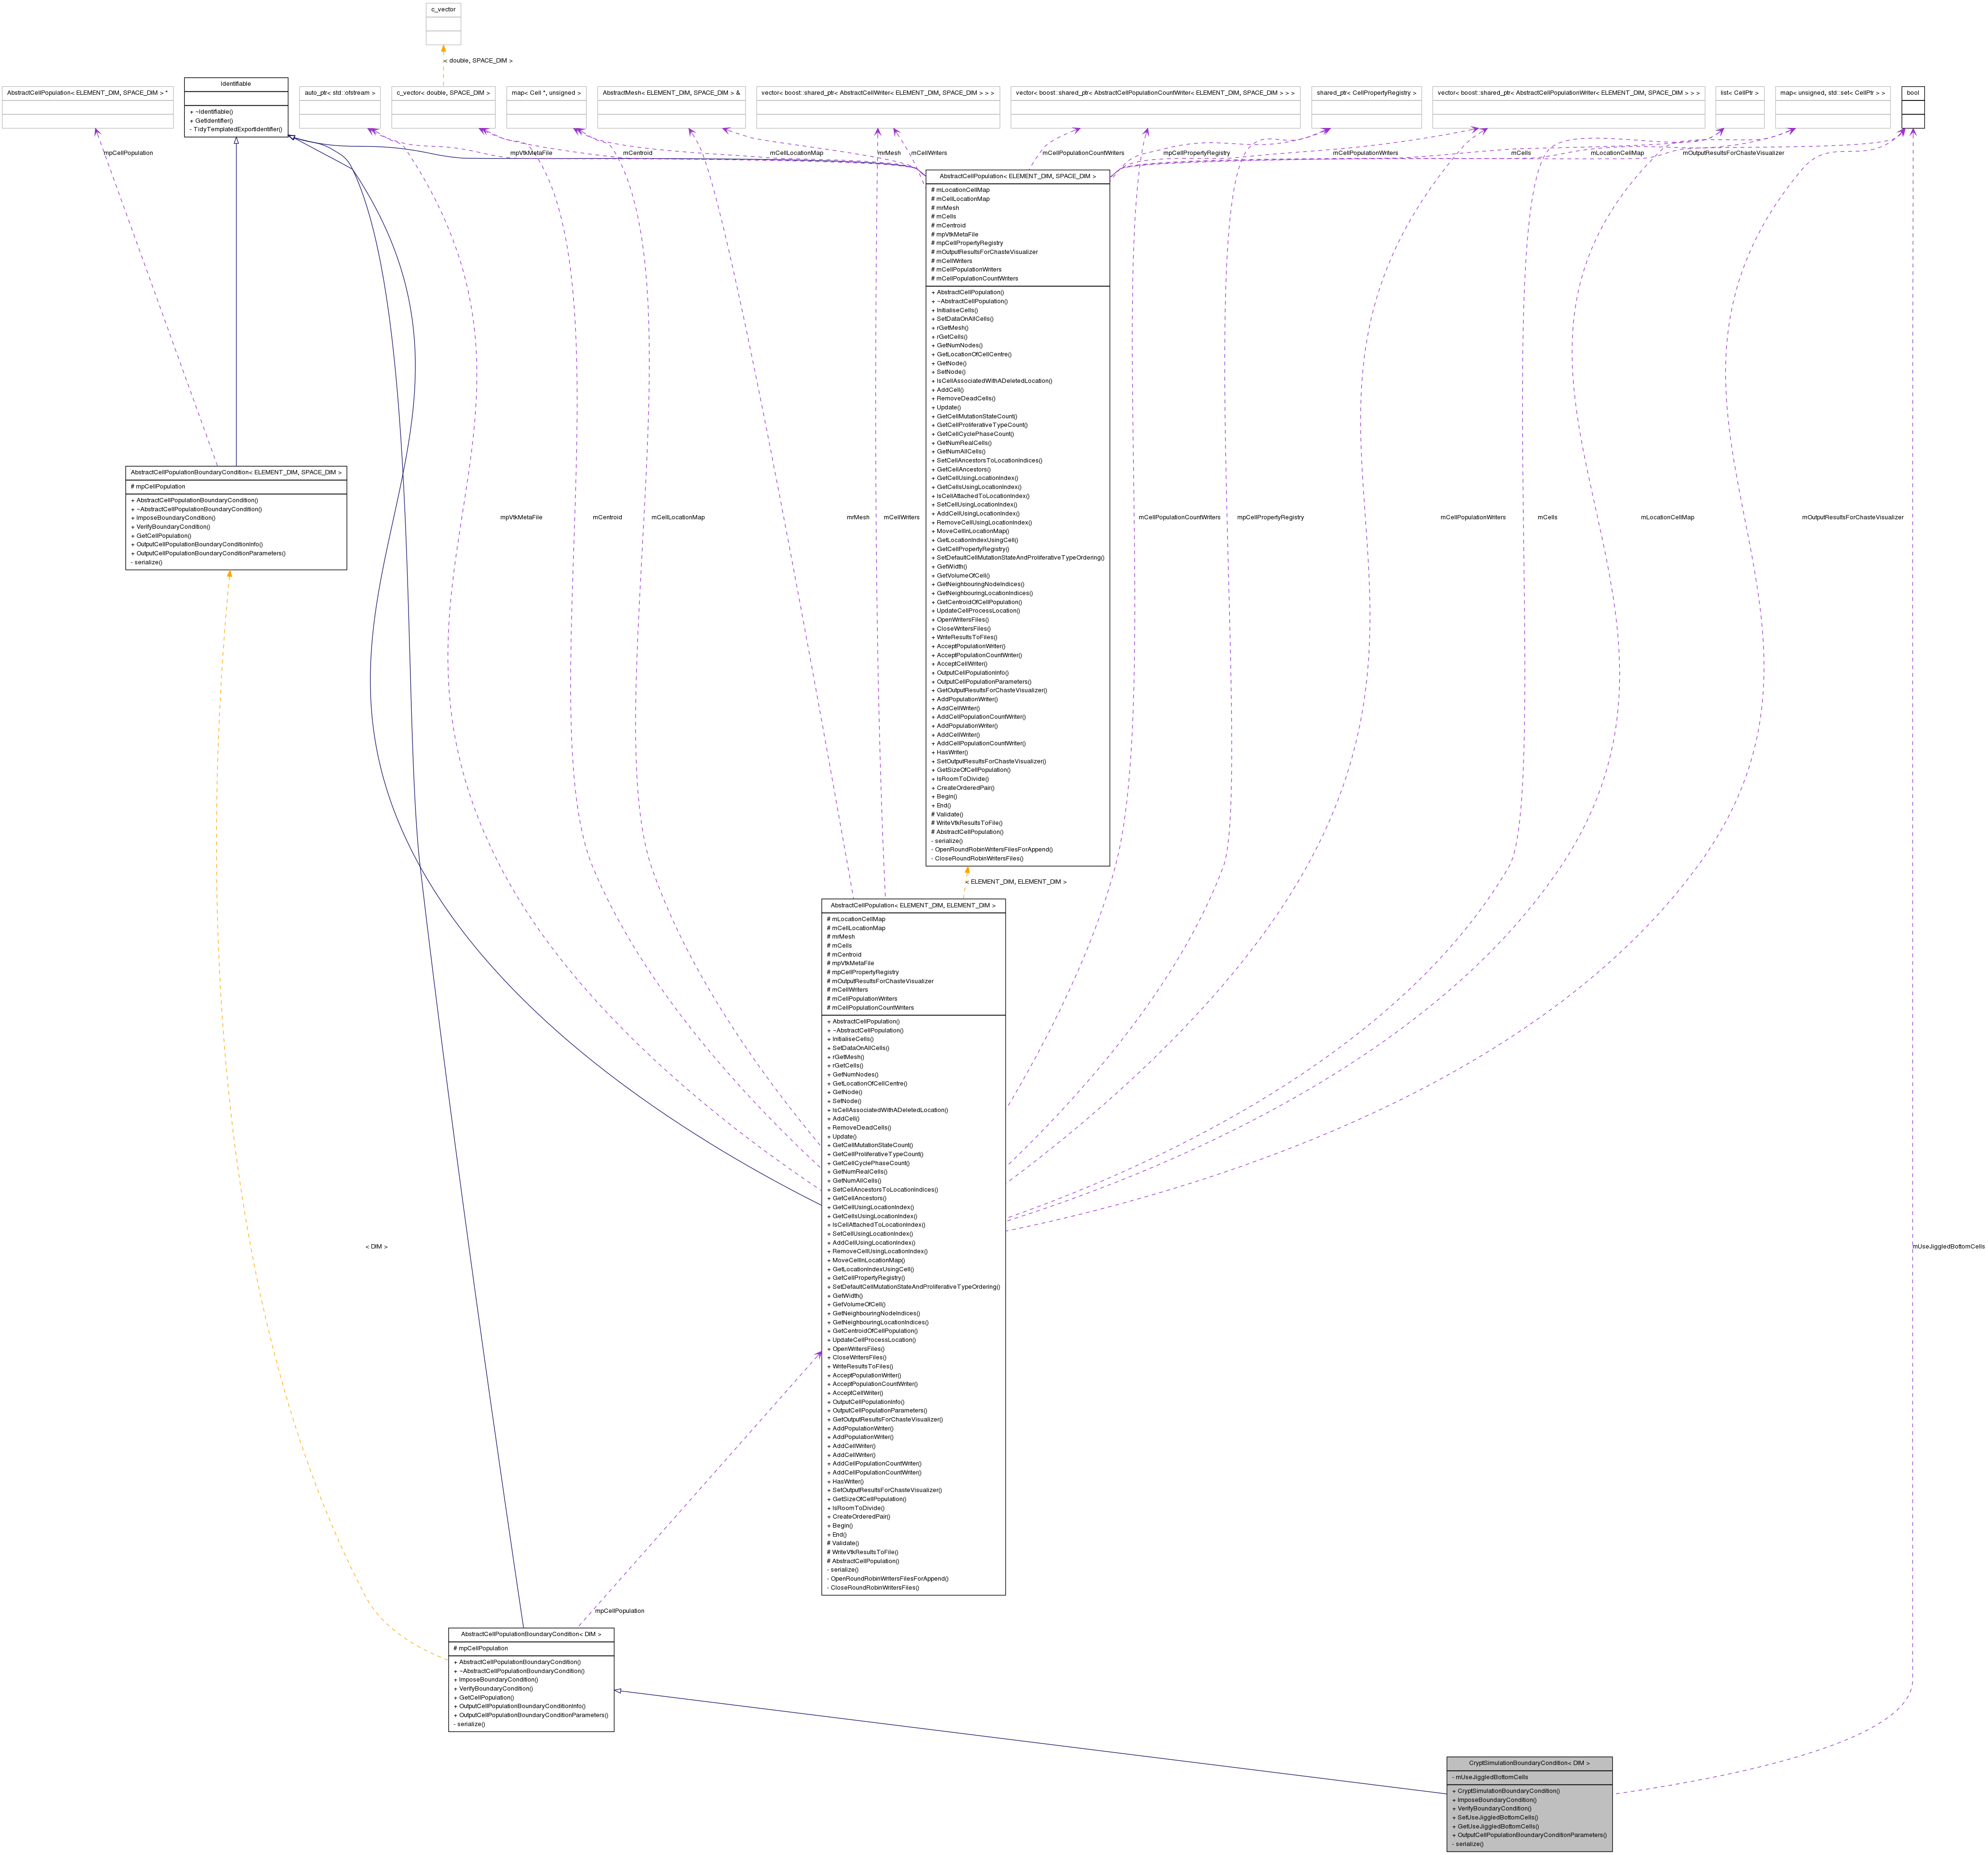 c_vector
< double, SPACE_DIM >
AbstractCellPopulation< ELEMENT_DIM, SPACE_DIM > *
Identifiable
+ ~Identifiable()
+ GetIdentifier()
- TidyTemplatedExportIdentifier()
auto_ptr< std::ofstream >
c_vector< double, SPACE_DIM >
map< Cell *, unsigned >
AbstractMesh< ELEMENT_DIM, SPACE_DIM > &
vector< boost::shared_ptr< AbstractCellWriter< ELEMENT_DIM, SPACE_DIM > > >
vector< boost::shared_ptr< AbstractCellPopulationCountWriter< ELEMENT_DIM, SPACE_DIM > > >
shared_ptr< CellPropertyRegistry >
vector< boost::shared_ptr< AbstractCellPopulationWriter< ELEMENT_DIM, SPACE_DIM > > >
list< CellPtr >
map< unsigned, std::set< CellPtr > >
bool
mpCellPopulation
mpVtkMetaFile
mCentroid
mCellLocationMap
mrMesh
mCellWriters
mCellPopulationCountWriters
mpCellPropertyRegistry
mCellPopulationWriters
mCells
mLocationCellMap
mOutputResultsForChasteVisualizer
AbstractCellPopulation< ELEMENT_DIM, SPACE_DIM >
# mLocationCellMap
# mCellLocationMap
# mrMesh
# mCells
# mCentroid
# mpVtkMetaFile
# mpCellPropertyRegistry
# mOutputResultsForChasteVisualizer
# mCellWriters
# mCellPopulationWriters
# mCellPopulationCountWriters
+ AbstractCellPopulation()
+ ~AbstractCellPopulation()
+ InitialiseCells()
+ SetDataOnAllCells()
+ rGetMesh()
+ rGetCells()
+ GetNumNodes()
+ GetLocationOfCellCentre()
+ GetNode()
+ SetNode()
+ IsCellAssociatedWithADeletedLocation()
+ AddCell()
+ RemoveDeadCells()
+ Update()
+ GetCellMutationStateCount()
+ GetCellProliferativeTypeCount()
+ GetCellCyclePhaseCount()
+ GetNumRealCells()
+ GetNumAllCells()
+ SetCellAncestorsToLocationIndices()
+ GetCellAncestors()
+ GetCellUsingLocationIndex()
+ GetCellsUsingLocationIndex()
+ IsCellAttachedToLocationIndex()
+ SetCellUsingLocationIndex()
+ AddCellUsingLocationIndex()
+ RemoveCellUsingLocationIndex()
+ MoveCellInLocationMap()
+ GetLocationIndexUsingCell()
+ GetCellPropertyRegistry()
+ SetDefaultCellMutationStateAndProliferativeTypeOrdering()
+ GetWidth()
+ GetVolumeOfCell()
+ GetNeighbouringNodeIndices()
+ GetNeighbouringLocationIndices()
+ GetCentroidOfCellPopulation()
+ UpdateCellProcessLocation()
+ OpenWritersFiles()
+ CloseWritersFiles()
+ WriteResultsToFiles()
+ AcceptPopulationWriter()
+ AcceptPopulationCountWriter()
+ AcceptCellWriter()
+ OutputCellPopulationInfo()
+ OutputCellPopulationParameters()
+ GetOutputResultsForChasteVisualizer()
+ AddPopulationWriter()
+ AddCellWriter()
+ AddCellPopulationCountWriter()
+ AddPopulationWriter()
+ AddCellWriter()
+ AddCellPopulationCountWriter()
+ HasWriter()
+ SetOutputResultsForChasteVisualizer()
+ GetSizeOfCellPopulation()
+ IsRoomToDivide()
+ CreateOrderedPair()
+ Begin()
+ End()
# Validate()
# WriteVtkResultsToFile()
# AbstractCellPopulation()
- serialize()
- OpenRoundRobinWritersFilesForAppend()
- CloseRoundRobinWritersFiles()
AbstractCellPopulationBoundaryCondition< ELEMENT_DIM, SPACE_DIM >
# mpCellPopulation
+ AbstractCellPopulationBoundaryCondition()
+ ~AbstractCellPopulationBoundaryCondition()
+ ImposeBoundaryCondition()
+ VerifyBoundaryCondition()
+ GetCellPopulation()
+ OutputCellPopulationBoundaryConditionInfo()
+ OutputCellPopulationBoundaryConditionParameters()
- serialize()
mpVtkMetaFile
mCentroid
mCellLocationMap
mrMesh
mCellWriters
mCellPopulationCountWriters
mpCellPropertyRegistry
mCellPopulationWriters
mCells
mLocationCellMap
mOutputResultsForChasteVisualizer
< ELEMENT_DIM, ELEMENT_DIM >
AbstractCellPopulation< ELEMENT_DIM, ELEMENT_DIM >
# mLocationCellMap
# mCellLocationMap
# mrMesh
# mCells
# mCentroid
# mpVtkMetaFile
# mpCellPropertyRegistry
# mOutputResultsForChasteVisualizer
# mCellWriters
# mCellPopulationWriters
# mCellPopulationCountWriters
+ AbstractCellPopulation()
+ ~AbstractCellPopulation()
+ InitialiseCells()
+ SetDataOnAllCells()
+ rGetMesh()
+ rGetCells()
+ GetNumNodes()
+ GetLocationOfCellCentre()
+ GetNode()
+ SetNode()
+ IsCellAssociatedWithADeletedLocation()
+ AddCell()
+ RemoveDeadCells()
+ Update()
+ GetCellMutationStateCount()
+ GetCellProliferativeTypeCount()
+ GetCellCyclePhaseCount()
+ GetNumRealCells()
+ GetNumAllCells()
+ SetCellAncestorsToLocationIndices()
+ GetCellAncestors()
+ GetCellUsingLocationIndex()
+ GetCellsUsingLocationIndex()
+ IsCellAttachedToLocationIndex()
+ SetCellUsingLocationIndex()
+ AddCellUsingLocationIndex()
+ RemoveCellUsingLocationIndex()
+ MoveCellInLocationMap()
+ GetLocationIndexUsingCell()
+ GetCellPropertyRegistry()
+ SetDefaultCellMutationStateAndProliferativeTypeOrdering()
+ GetWidth()
+ GetVolumeOfCell()
+ GetNeighbouringNodeIndices()
+ GetNeighbouringLocationIndices()
+ GetCentroidOfCellPopulation()
+ UpdateCellProcessLocation()
+ OpenWritersFiles()
+ CloseWritersFiles()
+ WriteResultsToFiles()
+ AcceptPopulationWriter()
+ AcceptPopulationCountWriter()
+ AcceptCellWriter()
+ OutputCellPopulationInfo()
+ OutputCellPopulationParameters()
+ GetOutputResultsForChasteVisualizer()
+ AddPopulationWriter()
+ AddPopulationWriter()
+ AddCellWriter()
+ AddCellWriter()
+ AddCellPopulationCountWriter()
+ AddCellPopulationCountWriter()
+ HasWriter()
+ SetOutputResultsForChasteVisualizer()
+ GetSizeOfCellPopulation()
+ IsRoomToDivide()
+ CreateOrderedPair()
+ Begin()
+ End()
# Validate()
# WriteVtkResultsToFile()
# AbstractCellPopulation()
- serialize()
- OpenRoundRobinWritersFilesForAppend()
- CloseRoundRobinWritersFiles()
< DIM >
mUseJiggledBottomCells
mpCellPopulation
AbstractCellPopulationBoundaryCondition< DIM >
# mpCellPopulation
+ AbstractCellPopulationBoundaryCondition()
+ ~AbstractCellPopulationBoundaryCondition()
+ ImposeBoundaryCondition()
+ VerifyBoundaryCondition()
+ GetCellPopulation()
+ OutputCellPopulationBoundaryConditionInfo()
+ OutputCellPopulationBoundaryConditionParameters()
- serialize()
CryptSimulationBoundaryCondition< DIM >
- mUseJiggledBottomCells
+ CryptSimulationBoundaryCondition()
+ ImposeBoundaryCondition()
+ VerifyBoundaryCondition()
+ SetUseJiggledBottomCells()
+ GetUseJiggledBottomCells()
+ OutputCellPopulationBoundaryConditionParameters()
- serialize()